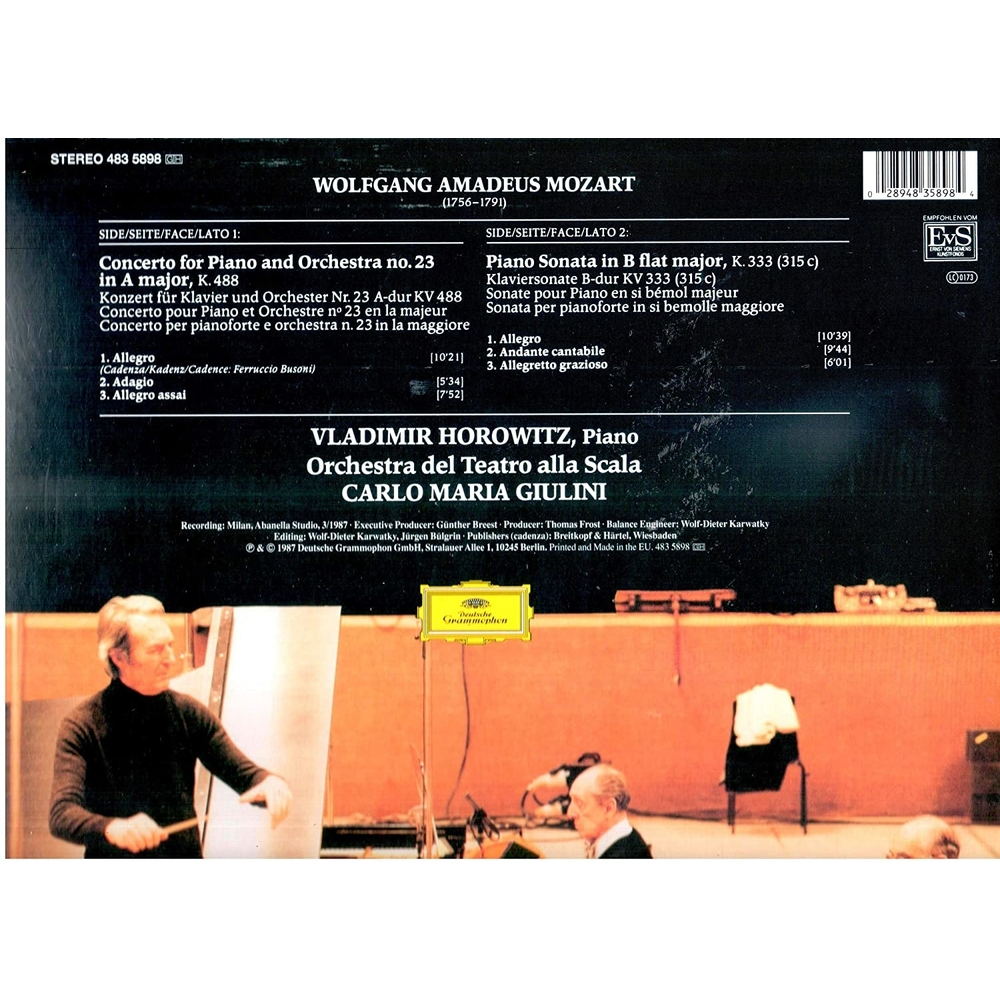 STEREO 483 5898 GH
WOLFGANG AMADEUS MOZART
(1756–1791)
0 28948 35898 4
EMPFOHLEN VOM
EvS
ERNST VON SIEMENS
KUNSTFONDS
LC 0173
SIDE/SEITE/FACE/LATO 1:
Concerto for Piano and Orchestra no. 23
in A major, K. 488
Konzert für Klavier und Orchester Nr. 23 A-dur KV 488
Concerto pour Piano et Orchestre nº 23 en la majeur
Concerto per pianoforte e orchestra n. 23 in la maggiore
1. Allegro [10'21]
(Cadenza/Kadenz/Cadence: Ferruccio Busoni)
2. Adagio [5'34]
3. Allegro assai [7'52]
SIDE/SEITE/FACE/LATO 2:
Piano Sonata in B flat major, K. 333 (315 c)
Klaviersonate B-dur KV 333 (315 c)
Sonate pour Piano en si bémol majeur
Sonata per pianoforte in si bemolle maggiore
1. Allegro [10'39]
2. Andante cantabile [9'44]
3. Allegretto grazioso [6'01]
VLADIMIR HOROWITZ, Piano
Orchestra del Teatro alla Scala
CARLO MARIA GIULINI
Recording: Milan, Abanella Studio, 3/1987 · Executive Producer: Günther Breest · Producer: Thomas Frost · Balance Engineer: Wolf-Dieter Karwatky
Editing: Wolf-Dieter Karwatky, Jürgen Bülgrin · Publishers (cadenza): Breitkopf & Härtel, Wiesbaden
℗ & © 1987 Deutsche Grammophon GmbH, Stralauer Allee 1, 10245 Berlin. Printed and Made in the EU. 483 5898 GH
Deutsche
Grammophon